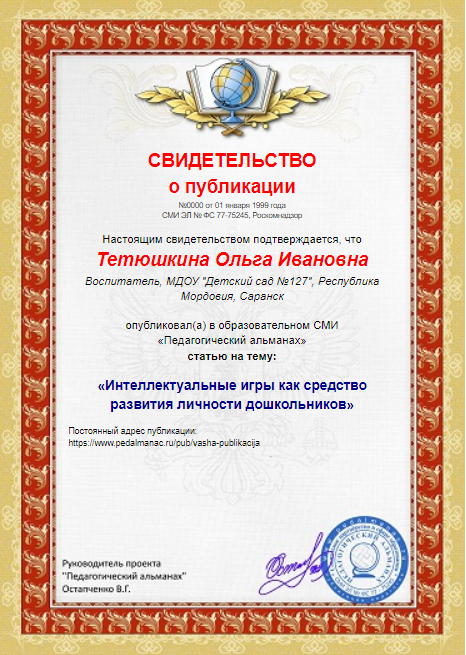 СВИДЕТЕЛЬСТВО
о публикации
№0000 от 01 января 1999 года
СМИ ЭЛ № ФС 77-75245, Роскомнадзор
Настоящим свидетельством подтверждается, что
Тетюшкина Ольга Ивановна
Воспитатель, МДОУ "Детский сад №127", Республика
Мордовия, Саранск
опубликовал(а) в образовательном СМИ
«Педагогический альманах»
статью на тему:
«Интеллектуальные игры как средство
развития личности дошкольников»
Постоянный адрес публикации:
https://www.pedalmanac.ru/pub/vasha-publikacija
Руководитель проекта
"Педагогический альманах"
Остапченко В.Г.
ПЕДАГОГИЧЕСКИЙ АЛЬМАНАХ